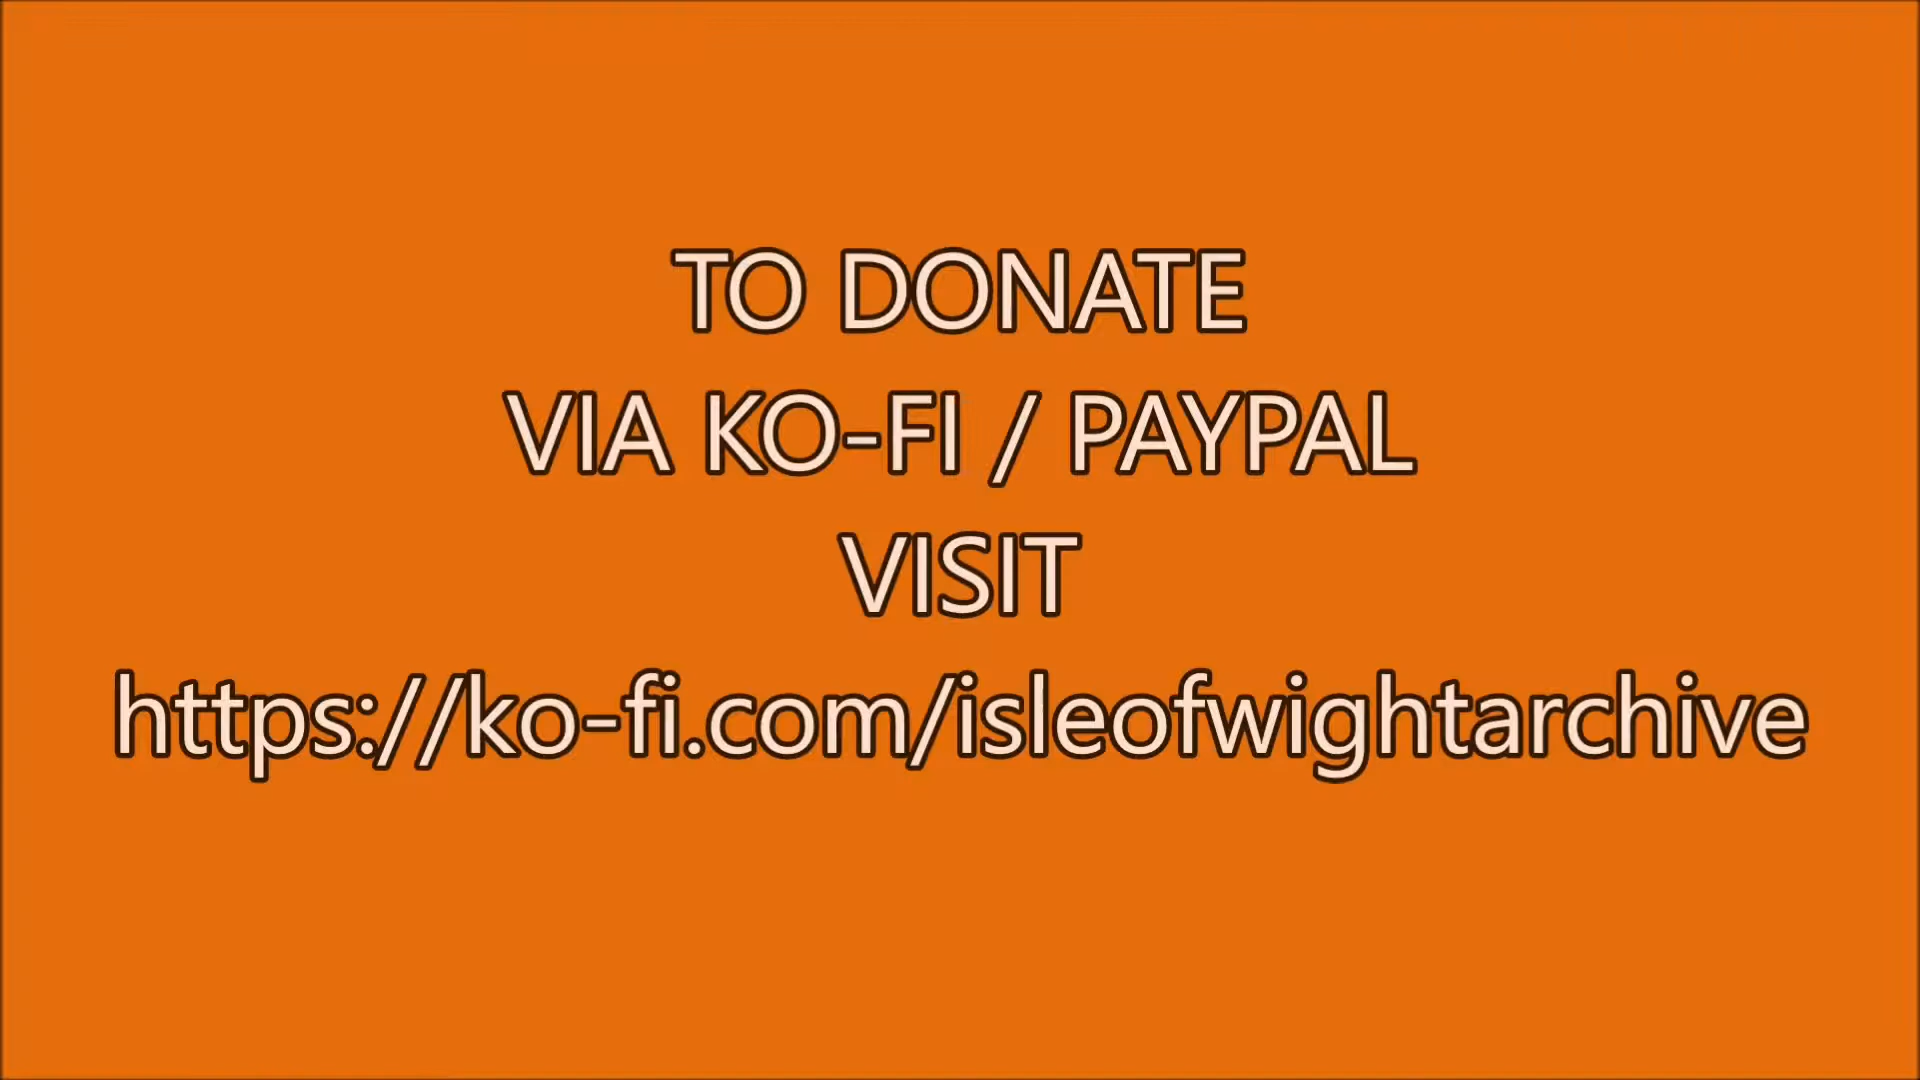 TO DONATE
VIA KO-FI / PAYPAL
VISIT
https://ko-fi.com/isleofwightarchive